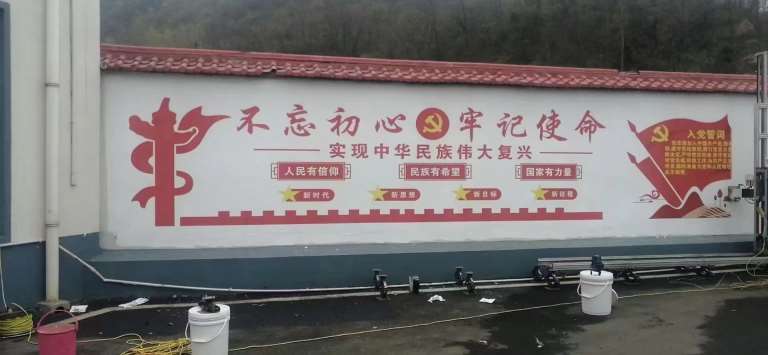 不忘初心 牢记使命
实现中华民族伟大复兴
人民有信仰 民族有希望 国家有力量
新时代 新思想 新目标 新征程
入党誓词